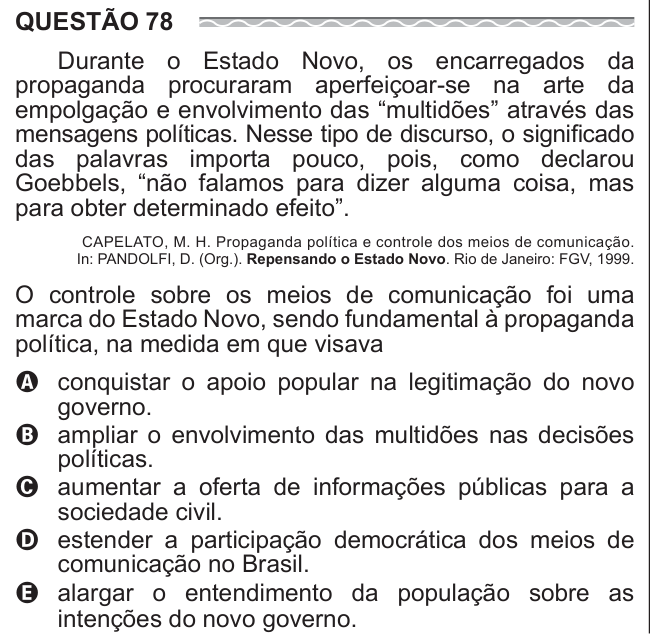 QUESTÃO 78
Durante o Estado Novo, os encarregados da
propaganda procuraram aperfeiçoar-se na arte da
empolgação e envolvimento das “multidões” através das
mensagens políticas. Nesse tipo de discurso, o significado
das palavras importa pouco, pois, como declarou
Goebbels, “não falamos para dizer alguma coisa, mas
para obter determinado efeito”.
CAPELATO, M. H. Propaganda política e controle dos meios de comunicação.
In: PANDOLFI, D. (Org.). Repensando o Estado Novo. Rio de Janeiro: FGV, 1999.
O controle sobre os meios de comunicação foi uma
marca do Estado Novo, sendo fundamental à propaganda
política, na medida em que visava
A conquistar o apoio popular na legitimação do novo
governo.
B ampliar o envolvimento das multidões nas decisões
políticas.
C aumentar a oferta de informações públicas para a
sociedade civil.
D estender a participação democrática dos meios de
comunicação no Brasil.
E alargar o entendimento da população sobre as
intenções do novo governo.